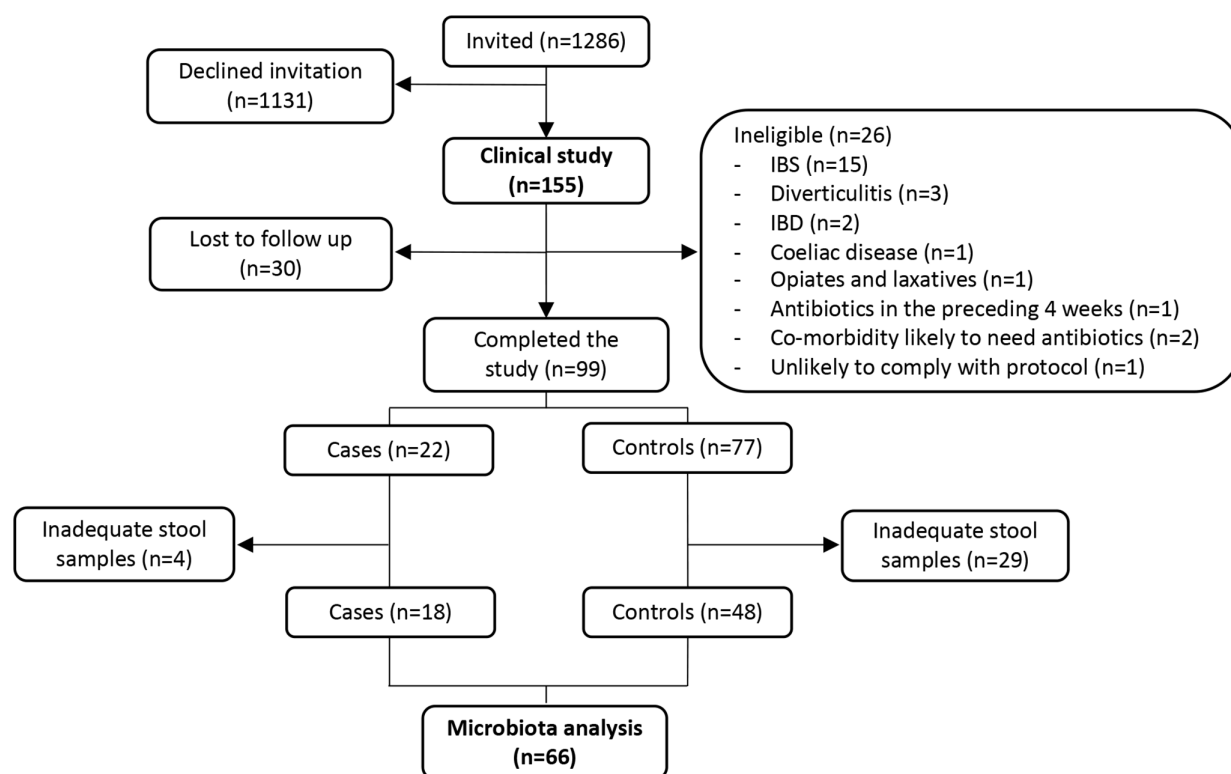 Invited (n=1286)
Declined invitation
(n=1131)
Clinical study
(n=155)
Ineligible (n=26)
- IBS (n=15)
- Diverticulitis (n=3)
- IBD (n=2)
- Coeliac disease (n=1)
- Opiates and laxatives (n=1)
- Antibiotics in the preceding 4 weeks (n=1)
- Co-morbidity likely to need antibiotics (n=2)
- Unlikely to comply with protocol (n=1)
Lost to follow up
(n=30)
Completed the
study (n=99)
Cases (n=22)
Controls (n=77)
Inadequate stool
samples (n=4)
Inadequate stool
samples (n=29)
Cases (n=18)
Controls (n=48)
Microbiota analysis
(n=66)